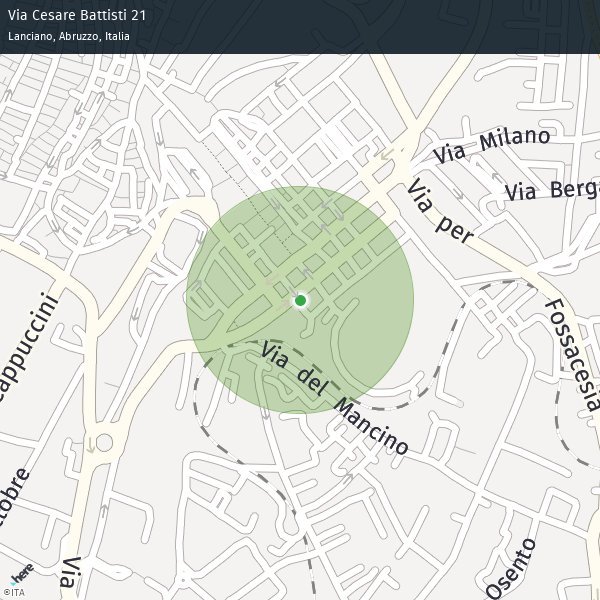 Via Cesare Battisti 21
Lanciano, Abruzzo, Italia
Via Milano
Via Berga
Via per
Fossacesia
Cappuccini
Via del Mancino
ctobre
Via
Osento
here
©ITA